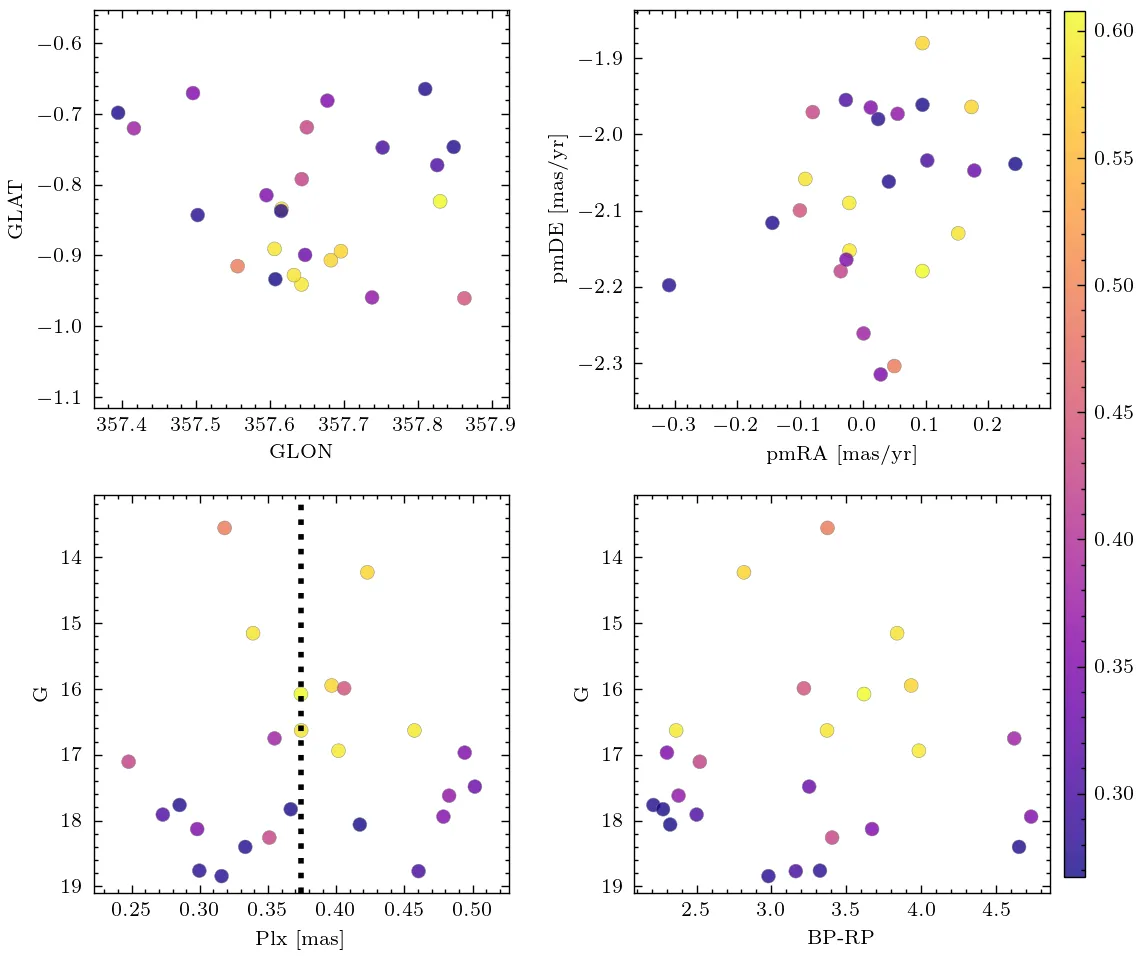 −0.6
−0.7
−0.8
−0.9
−1.0
−1.1
GLAT
357.4 357.5 357.6 357.7 357.8 357.9
GLON
−1.9
−2.0
−2.1
−2.2
−2.3
pmDE [mas/yr]
−0.3 −0.2 −0.1 0.0 0.1 0.2
pmRA [mas/yr]
0.60
0.55
0.50
0.45
0.40
0.35
0.30
14
15
16
17
18
19
G
0.25 0.30 0.35 0.40 0.45 0.50
Plx [mas]
14
15
16
17
18
19
G
2.5 3.0 3.5 4.0 4.5
BP-RP